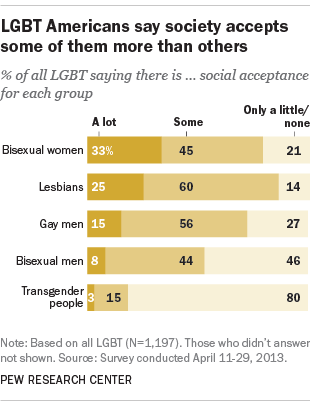 LGBT Americans say society accepts
some of them more than others
% of all LGBT saying there is ... social acceptance
for each group
A lot Some Only a little/
none
Bisexual women 33% 45 21
Lesbians 25 60 14
Gay men 15 56 27
Bisexual men 8 44 46
Transgender
people 3 15 80
Note: Based on all LGBT (N=1,197). Those who didn't answer
not shown. Source: Survey conducted April 11-29, 2013.
PEW RESEARCH CENTER